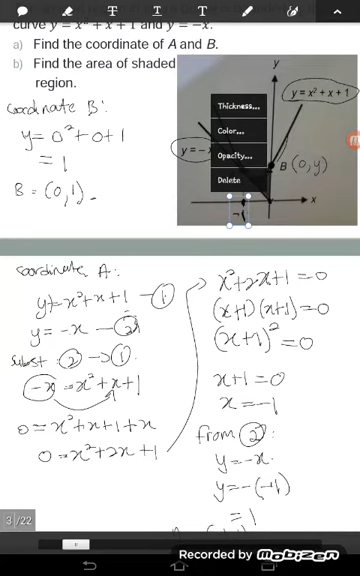 curve y = x² + x + 1 and y = -x.
a) Find the coordinate of A and B.
b) Find the area of shaded
region.
Thickness...
Color...
Opacity...
Delete
y
y = x² + x + 1
y = -
B (0, y)
x
-1
coordinate B:
y = 0² + 0 + 1
= 1
B = (0, 1)
coordinate A:
y = x² + x + 1 — ①
y = -x — ②
Subst ② → ①
-x = x² + x + 1
0 = x² + x + 1 + x
0 = x² + 2x + 1
x² + 2x + 1 = 0
(x+1)(x+1) = 0
(x+1)² = 0
x + 1 = 0
x = -1
from ②:
y = -x
y = -(-1)
= 1
3 / 22
Recorded by Mobizen